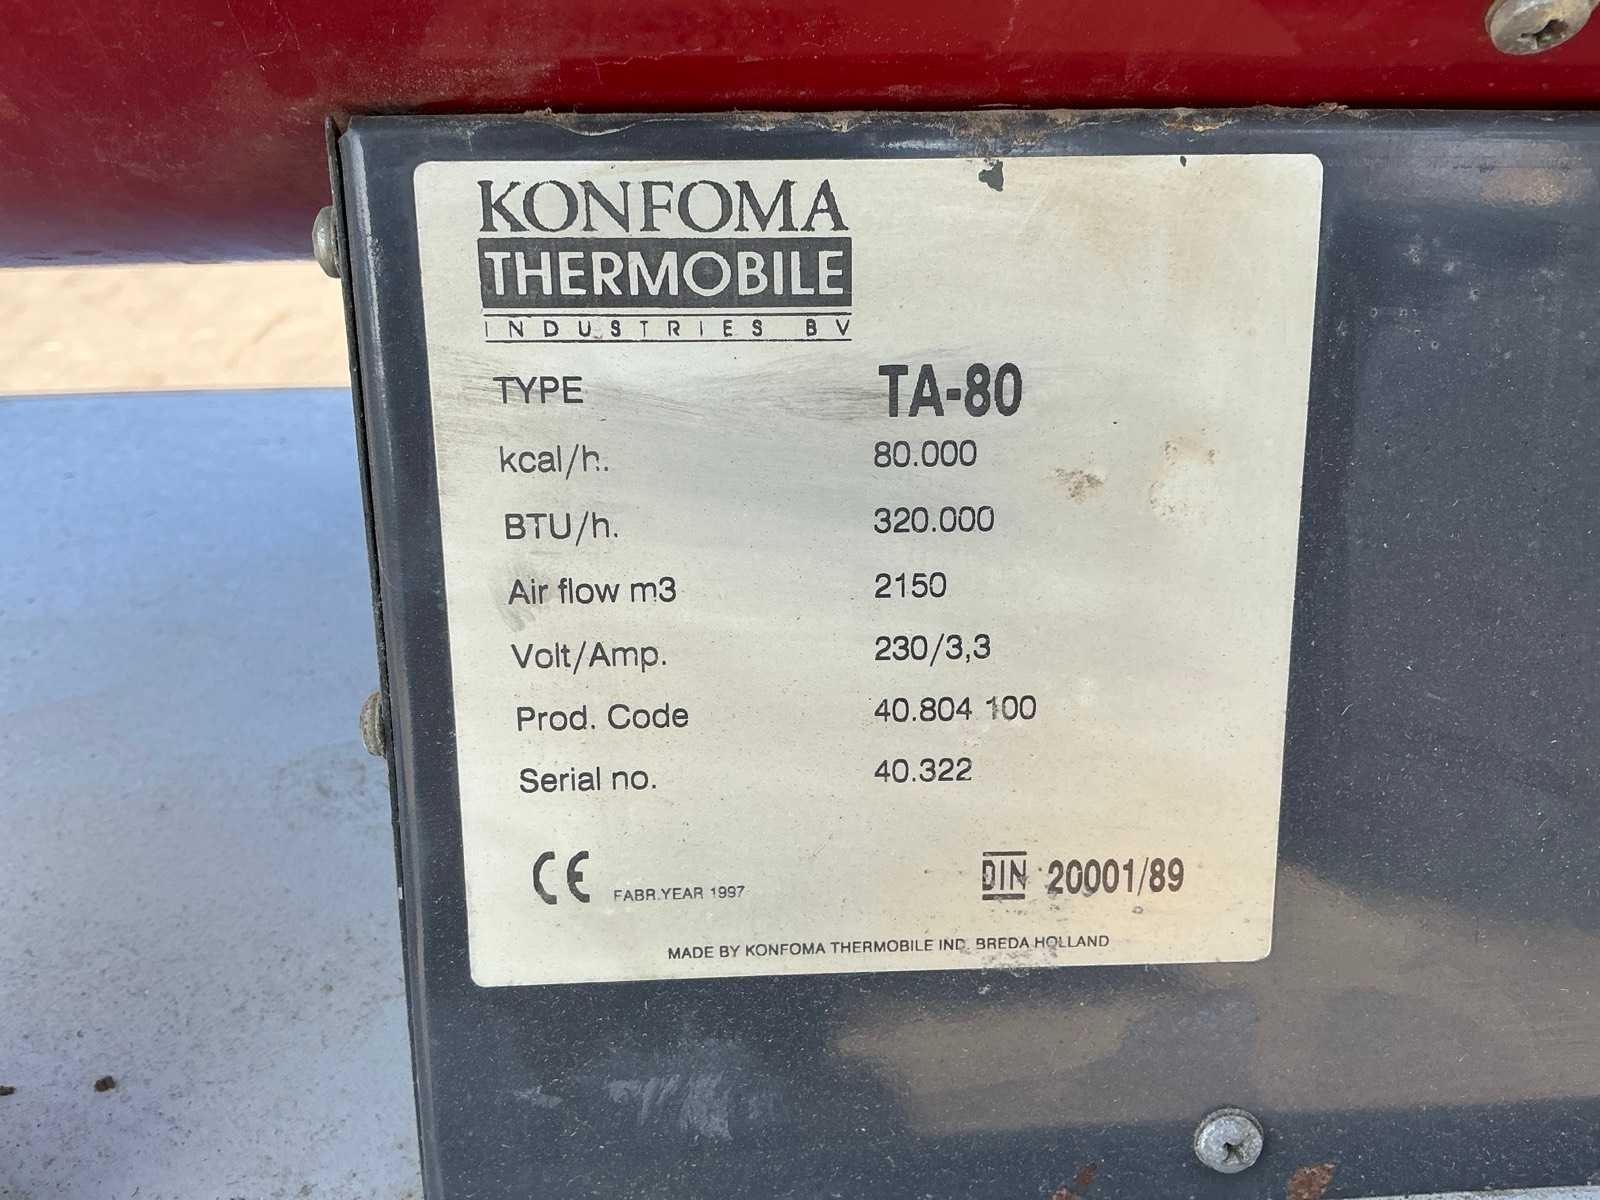 KONFOMA
THERMOBILE
INDUSTRIES BV
TYPE TA-80
kcal/h. 80.000
BTU/h. 320.000
Air flow m3 2150
Volt/Amp. 230/3,3
Prod. Code 40.804 100
Serial no. 40.322
CE FABR.YEAR 1997 DIN 20001/89
MADE BY KONFOMA THERMOBILE IND. BREDA HOLLAND